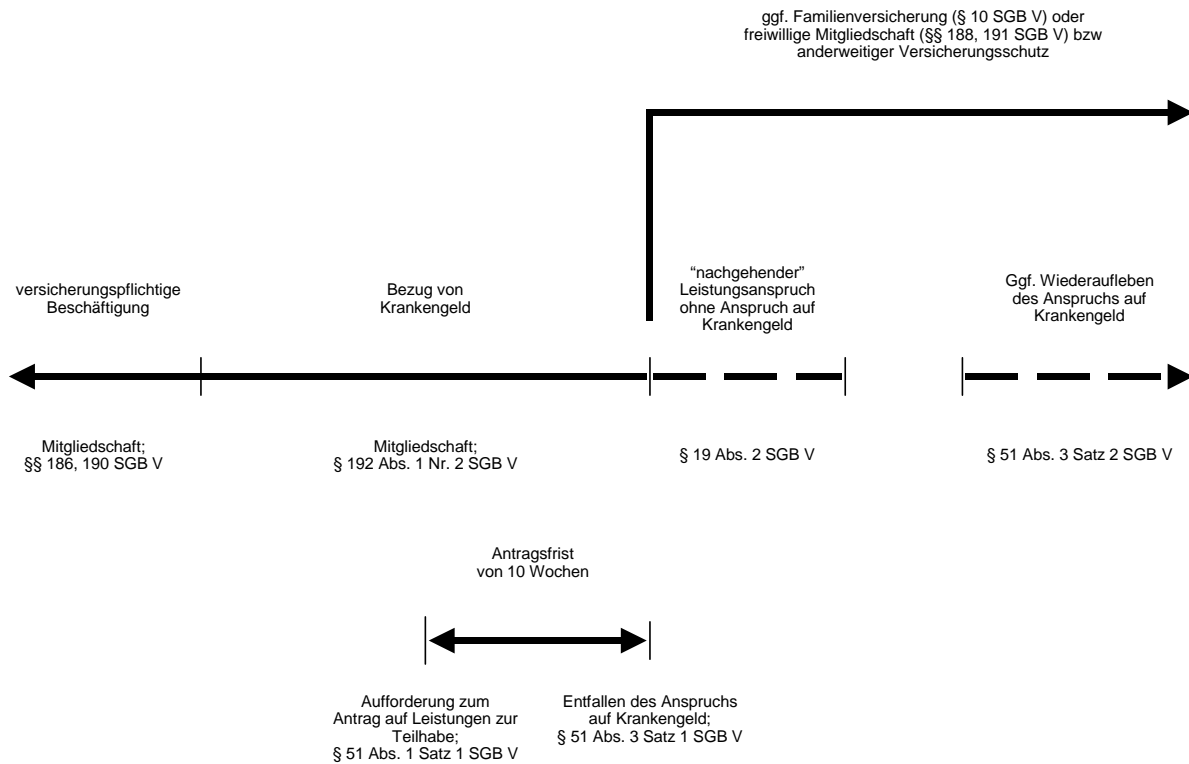 ggf. Familienversicherung (§ 10 SGB V) oder
freiwillige Mitgliedschaft (§§ 188, 191 SGB V) bzw
anderweitiger Versicherungsschutz
versicherungspflichtige
Beschäftigung
Bezug von
Krankengeld
“nachgehender”
Leistungsanspruch
ohne Anspruch auf
Krankengeld
Ggf. Wiederaufleben
des Anspruchs auf
Krankengeld
Mitgliedschaft;
§§ 186, 190 SGB V
Mitgliedschaft;
§ 192 Abs. 1 Nr. 2 SGB V
§ 19 Abs. 2 SGB V
§ 51 Abs. 3 Satz 2 SGB V
Antragsfrist
von 10 Wochen
Aufforderung zum
Antrag auf Leistungen zur
Teilhabe;
§ 51 Abs. 1 Satz 1 SGB V
Entfallen des Anspruchs
auf Krankengeld;
§ 51 Abs. 3 Satz 1 SGB V